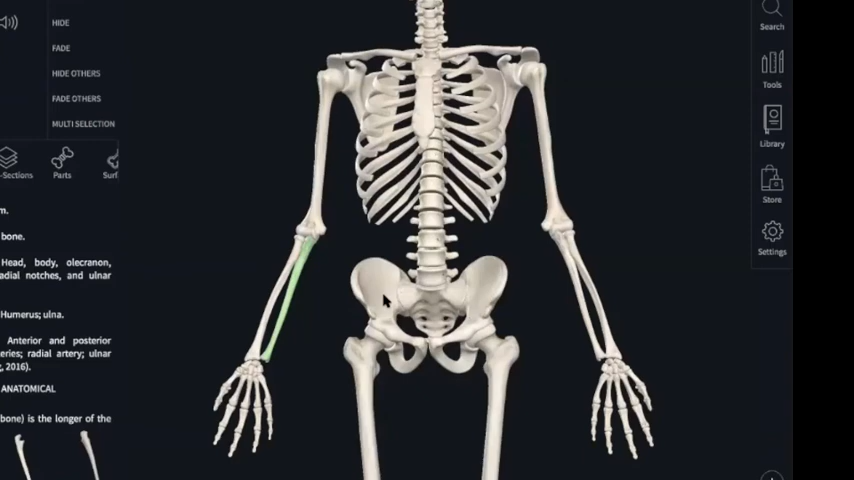 HIDE
FADE
HIDE OTHERS
FADE OTHERS
MULTI SELECTION
-Sections
Parts
Surf
m.
bone.
Head, body, olecranon,
adial notches, and ulnar
Humerus; ulna.
Anterior and posterior
eries; radial artery; ulnar
, 2016).
ANATOMICAL
bone) is the longer of the
Search
Tools
Library
Store
Settings